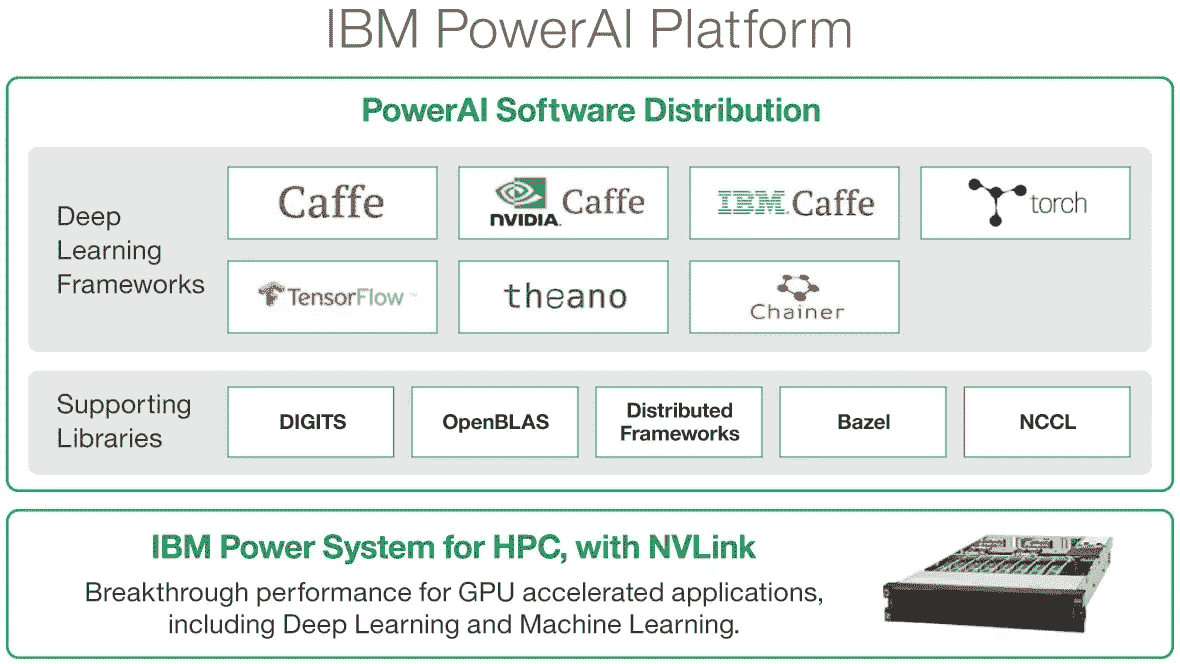 IBM PowerAI Platform
PowerAI Software Distribution
Deep
Learning
Frameworks
Caffe
NVIDIA. Caffe
IBM. Caffe
torch
TensorFlow™
theano
Chainer
Supporting
Libraries
DIGITS
OpenBLAS
Distributed
Frameworks
Bazel
NCCL
IBM Power System for HPC, with NVLink
Breakthrough performance for GPU accelerated applications,
including Deep Learning and Machine Learning.